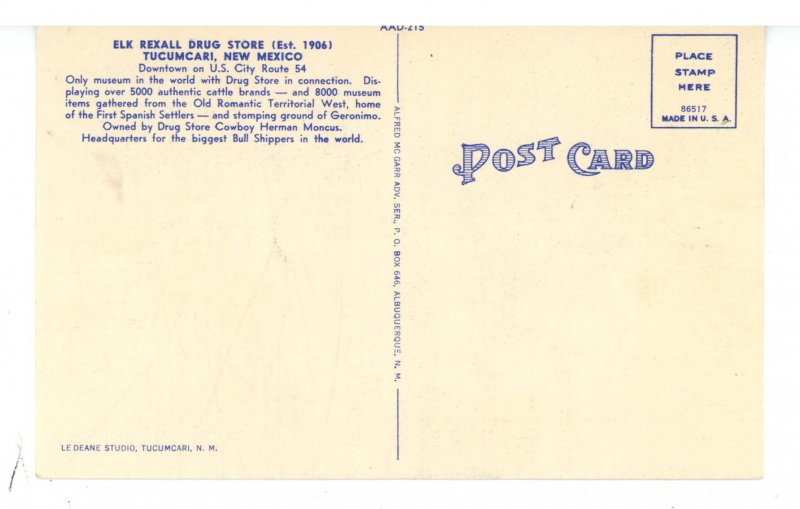 AAD-215
ELK REXALL DRUG STORE (Est. 1906)
TUCUMCARI, NEW MEXICO
Downtown on U.S. City Route 54
Only museum in the world with Drug Store in connection. Dis-
playing over 5000 authentic cattle brands — and 8000 museum
items gathered from the Old Romantic Territorial West, home
of the First Spanish Settlers — and stomping ground of Geronimo.
Owned by Drug Store Cowboy Herman Moncus.
Headquarters for the biggest Bull Shippers in the world.
LE DEANE STUDIO, TUCUMCARI, N. M.
ALFRED MC GARR ADV. SER., P. O. BOX 646, ALBUQUERQUE, N. M.
POST CARD
PLACE
STAMP
HERE
86517
MADE IN U. S. A.